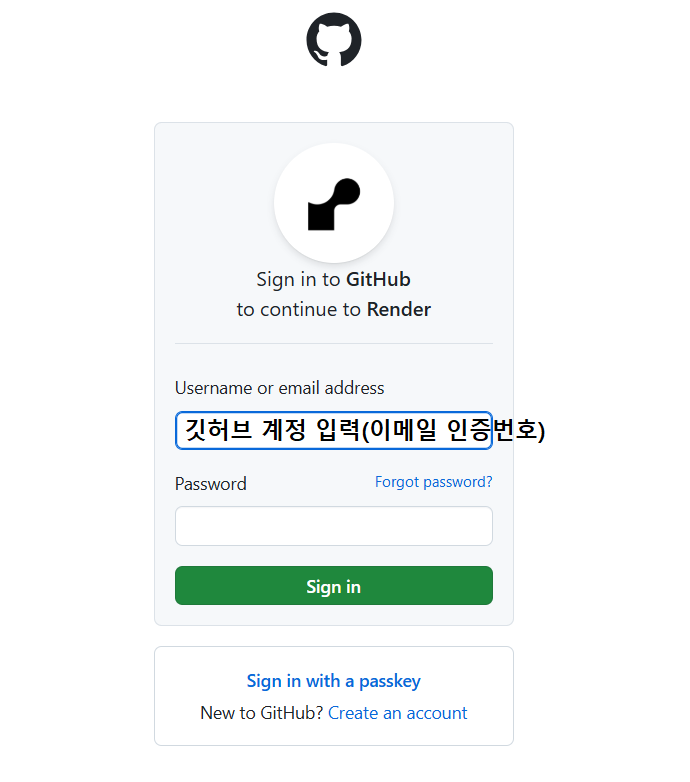 Sign in to GitHub
to continue to Render
Username or email address
깃허브 계정 입력(이메일 인증번호)
Password
Forgot password?
Sign in
Sign in with a passkey
New to GitHub? Create an account